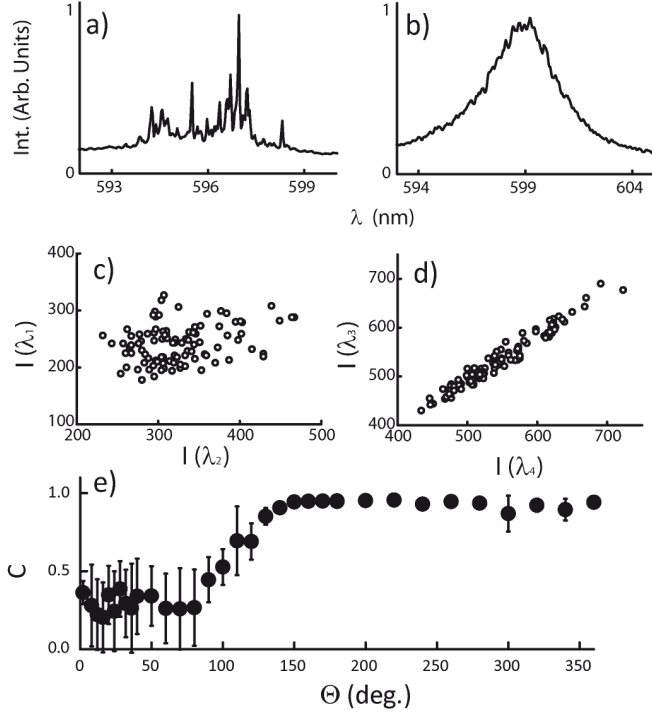 a) b)
Int. (Arb. Units)
1 1
0 0
593 596 599 594 599 604
λ (nm)
c) d)
I (λ₁) I (λ₃)
400 300 200 100
700 600 500 400
200 300 400 500 400 500 600 700
I (λ₂) I (λ₄)
e)
C
1.0
0.5
0.0
0 50 100 150 200 250 300 350
Θ (deg.)